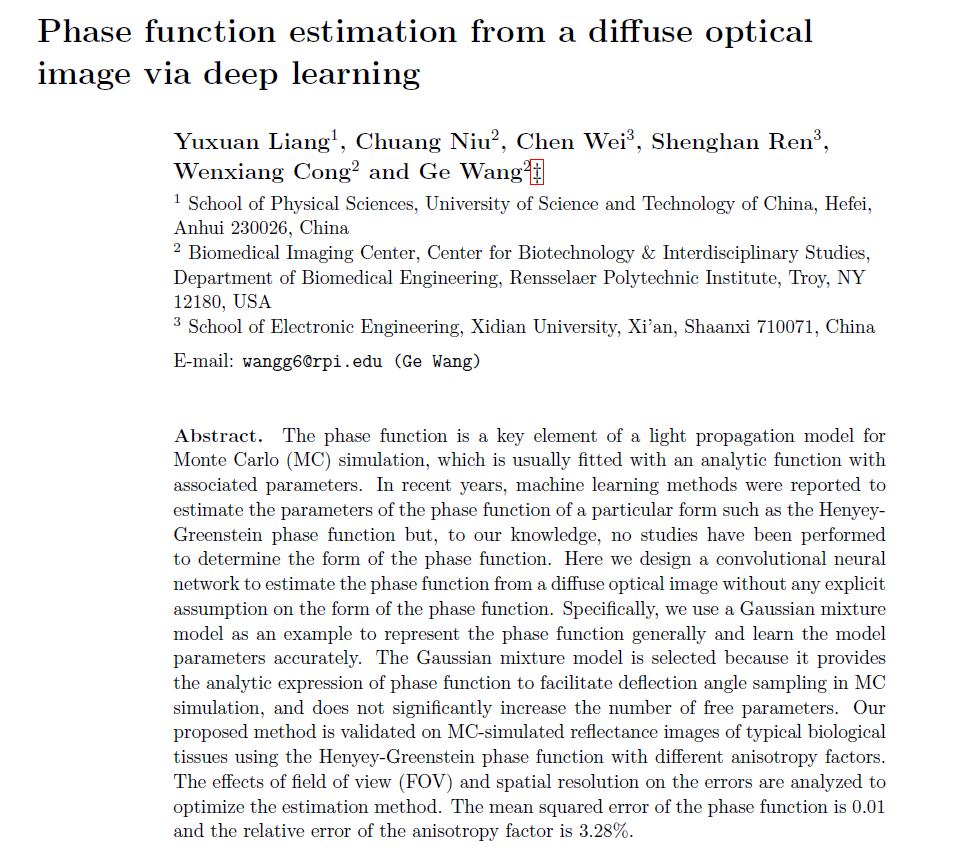 Phase function estimation from a diffuse optical
image via deep learning
Yuxuan Liang1, Chuang Niu2, Chen Wei3, Shenghan Ren3,
Wenxiang Cong2 and Ge Wang2‡
1 School of Physical Sciences, University of Science and Technology of China, Hefei,
Anhui 230026, China
2 Biomedical Imaging Center, Center for Biotechnology & Interdisciplinary Studies,
Department of Biomedical Engineering, Rensselaer Polytechnic Institute, Troy, NY
12180, USA
3 School of Electronic Engineering, Xidian University, Xi'an, Shaanxi 710071, China
E-mail: wangg6@rpi.edu (Ge Wang)
Abstract. The phase function is a key element of a light propagation model for
Monte Carlo (MC) simulation, which is usually fitted with an analytic function with
associated parameters. In recent years, machine learning methods were reported to
estimate the parameters of the phase function of a particular form such as the Henyey-
Greenstein phase function but, to our knowledge, no studies have been performed
to determine the form of the phase function. Here we design a convolutional neural
network to estimate the phase function from a diffuse optical image without any explicit
assumption on the form of the phase function. Specifically, we use a Gaussian mixture
model as an example to represent the phase function generally and learn the model
parameters accurately. The Gaussian mixture model is selected because it provides
the analytic expression of phase function to facilitate deflection angle sampling in MC
simulation, and does not significantly increase the number of free parameters. Our
proposed method is validated on MC-simulated reflectance images of typical biological
tissues using the Henyey-Greenstein phase function with different anisotropy factors.
The effects of field of view (FOV) and spatial resolution on the errors are analyzed to
optimize the estimation method. The mean squared error of the phase function is 0.01
and the relative error of the anisotropy factor is 3.28%.